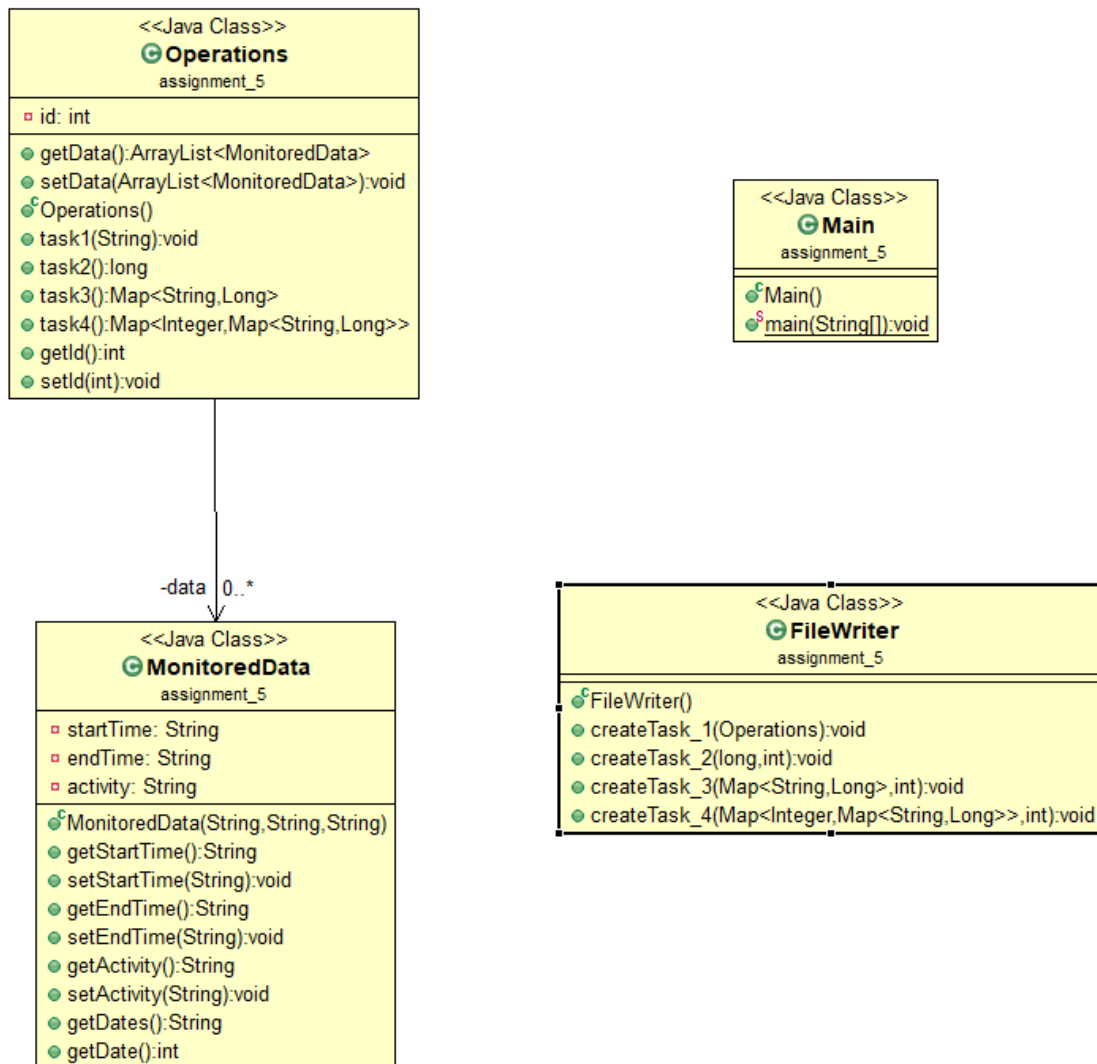 <<Java Class>>
Operations
assignment_5
id: int
getData():ArrayList<MonitoredData>
setData(ArrayList<MonitoredData>):void
Operations()
task1(String):void
task2():long
task3():Map<String,Long>
task4():Map<Integer,Map<String,Long>>
getId():int
setId(int):void
<<Java Class>>
Main
assignment_5
Main()
main(String[]):void
-data 0..*
<<Java Class>>
MonitoredData
assignment_5
startTime: String
endTime: String
activity: String
MonitoredData(String,String,String)
getStartTime():String
setStartTime(String):void
getEndTime():String
setEndTime(String):void
getActivity():String
setActivity(String):void
getDates():String
getDate():int
<<Java Class>>
FileWriter
assignment_5
FileWriter()
createTask_1(Operations):void
createTask_2(long,int):void
createTask_3(Map<String,Long>,int):void
createTask_4(Map<Integer,Map<String,Long>>,int):void